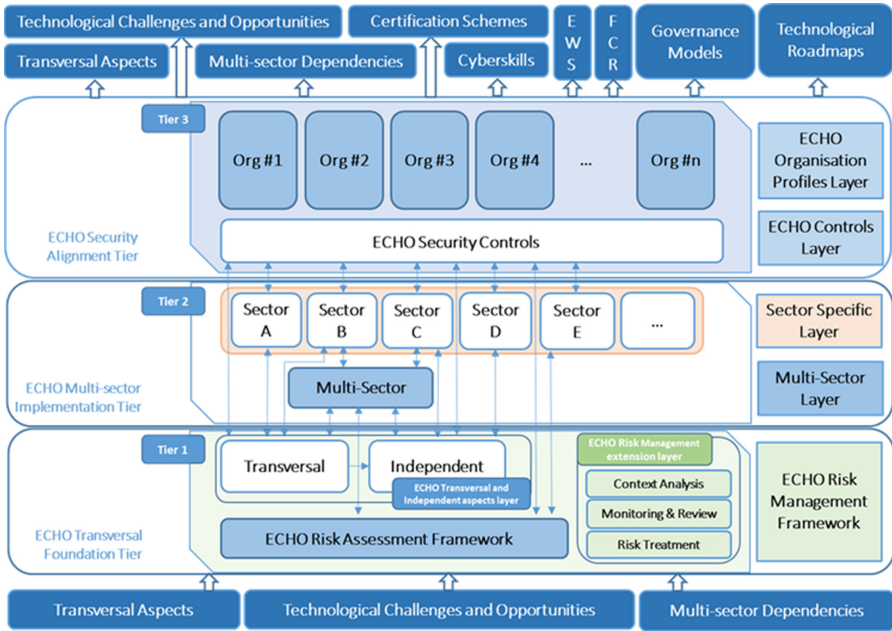 Technological Challenges and Opportunities
Certification Schemes
E
W
S
F
C
R
Governance
Models
Technological
Roadmaps
Transversal Aspects
Multi-sector Dependencies
Cyberskills
Tier 3
Org #1
Org #2
Org #3
Org #4
...
Org #n
ECHO
Organisation
Profiles Layer
ECHO Security
Alignment Tier
ECHO Security Controls
ECHO Controls
Layer
Tier 2
Sector
A
Sector
B
Sector
C
Sector
D
Sector
E
...
Sector Specific
Layer
ECHO Multi-sector
Implementation Tier
Multi-Sector
Multi-Sector
Layer
Tier 1
Transversal
Independent
ECHO Transversal and
Independent aspects layer
ECHO Risk Management
extension layer
Context Analysis
Monitoring & Review
Risk Treatment
ECHO Risk
Management
Framework
ECHO Transversal
Foundation Tier
ECHO Risk Assessment Framework
Transversal Aspects
Technological Challenges and Opportunities
Multi-sector Dependencies